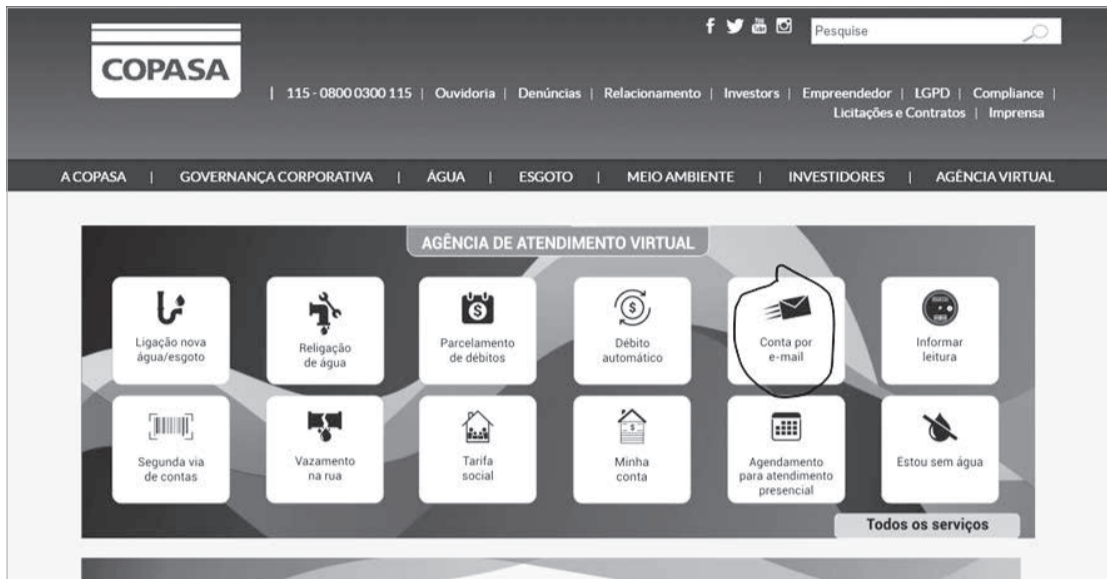 COPASA
Pesquise
| 115 - 0800 0300 115 | Ouvidoria | Denúncias | Relacionamento | Investors | Empreendedor | LGPD | Compliance |
Licitações e Contratos | Imprensa
A COPASA | GOVERNANÇA CORPORATIVA | ÁGUA | ESGOTO | MEIO AMBIENTE | INVESTIDORES | AGÊNCIA VIRTUAL
AGÊNCIA DE ATENDIMENTO VIRTUAL
Ligação nova
água/esgoto
Religação
de água
Parcelamento
de débitos
Débito
automático
Conta por
e-mail
Informar
leitura
Segunda via
de contas
Vazamento
na rua
Tarifa
social
Minha
conta
Agendamento
para atendimento
presencial
Estou sem água
Todos os serviços